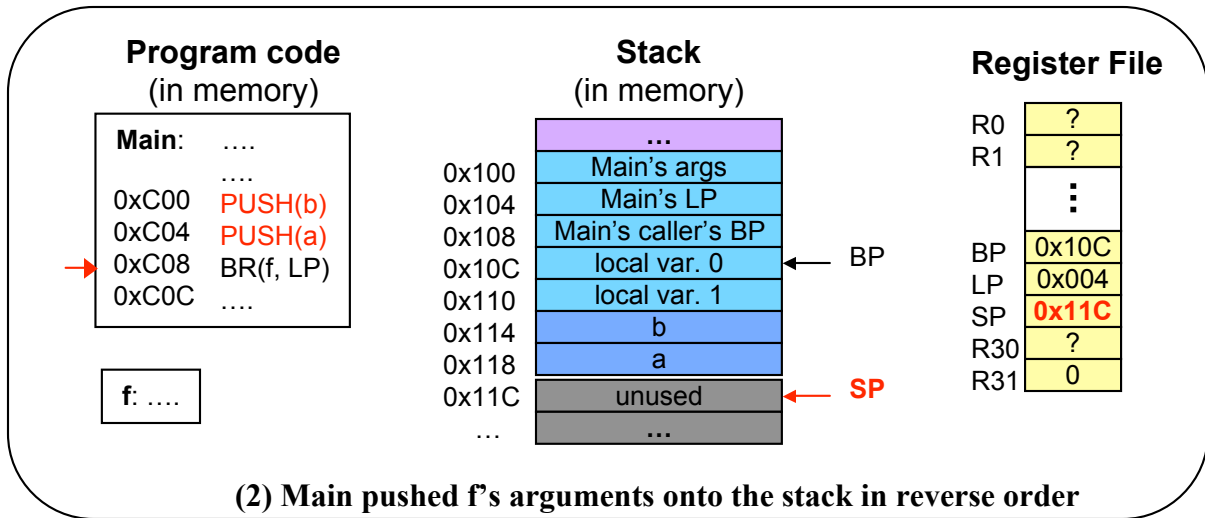 Program code
(in memory)
Main: ....
....
0xC00 PUSH(b)
0xC04 PUSH(a)
0xC08 BR(f, LP)
0xC0C ....
f: ....
Stack
(in memory)
...
0x100 Main's args
0x104 Main's LP
0x108 Main's caller's BP
0x10C local var. 0 BP
0x110 local var. 1
0x114 b
0x118 a
0x11C unused SP
... ...
Register File
R0 ?
R1 ?
⋮
BP 0x10C
LP 0x004
SP 0x11C
R30 ?
R31 0
(2) Main pushed f's arguments onto the stack in reverse order